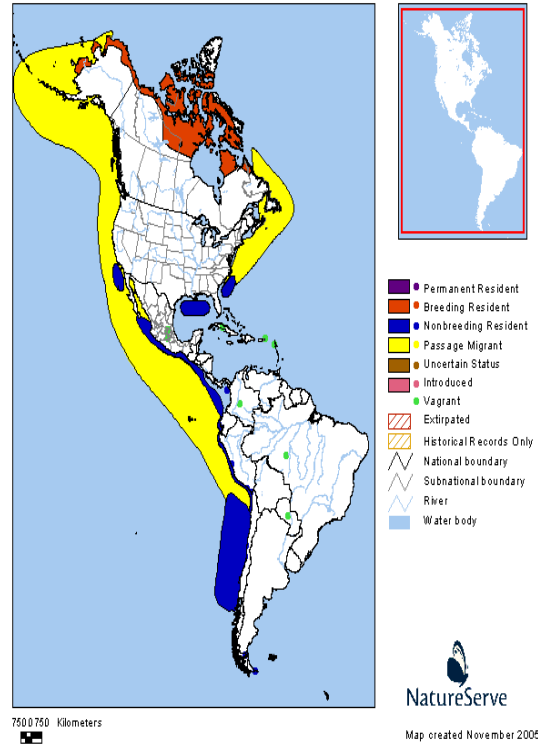 Permanent Resident
Breeding Resident
Nonbreeding Resident
Passage Migrant
Uncertain Status
Introduced
Vagrant
Extirpated
Historical Records Only
National boundary
Subnational boundary
River
Water body
NatureServe
750 0 750 Kilometers
Map created November 2005